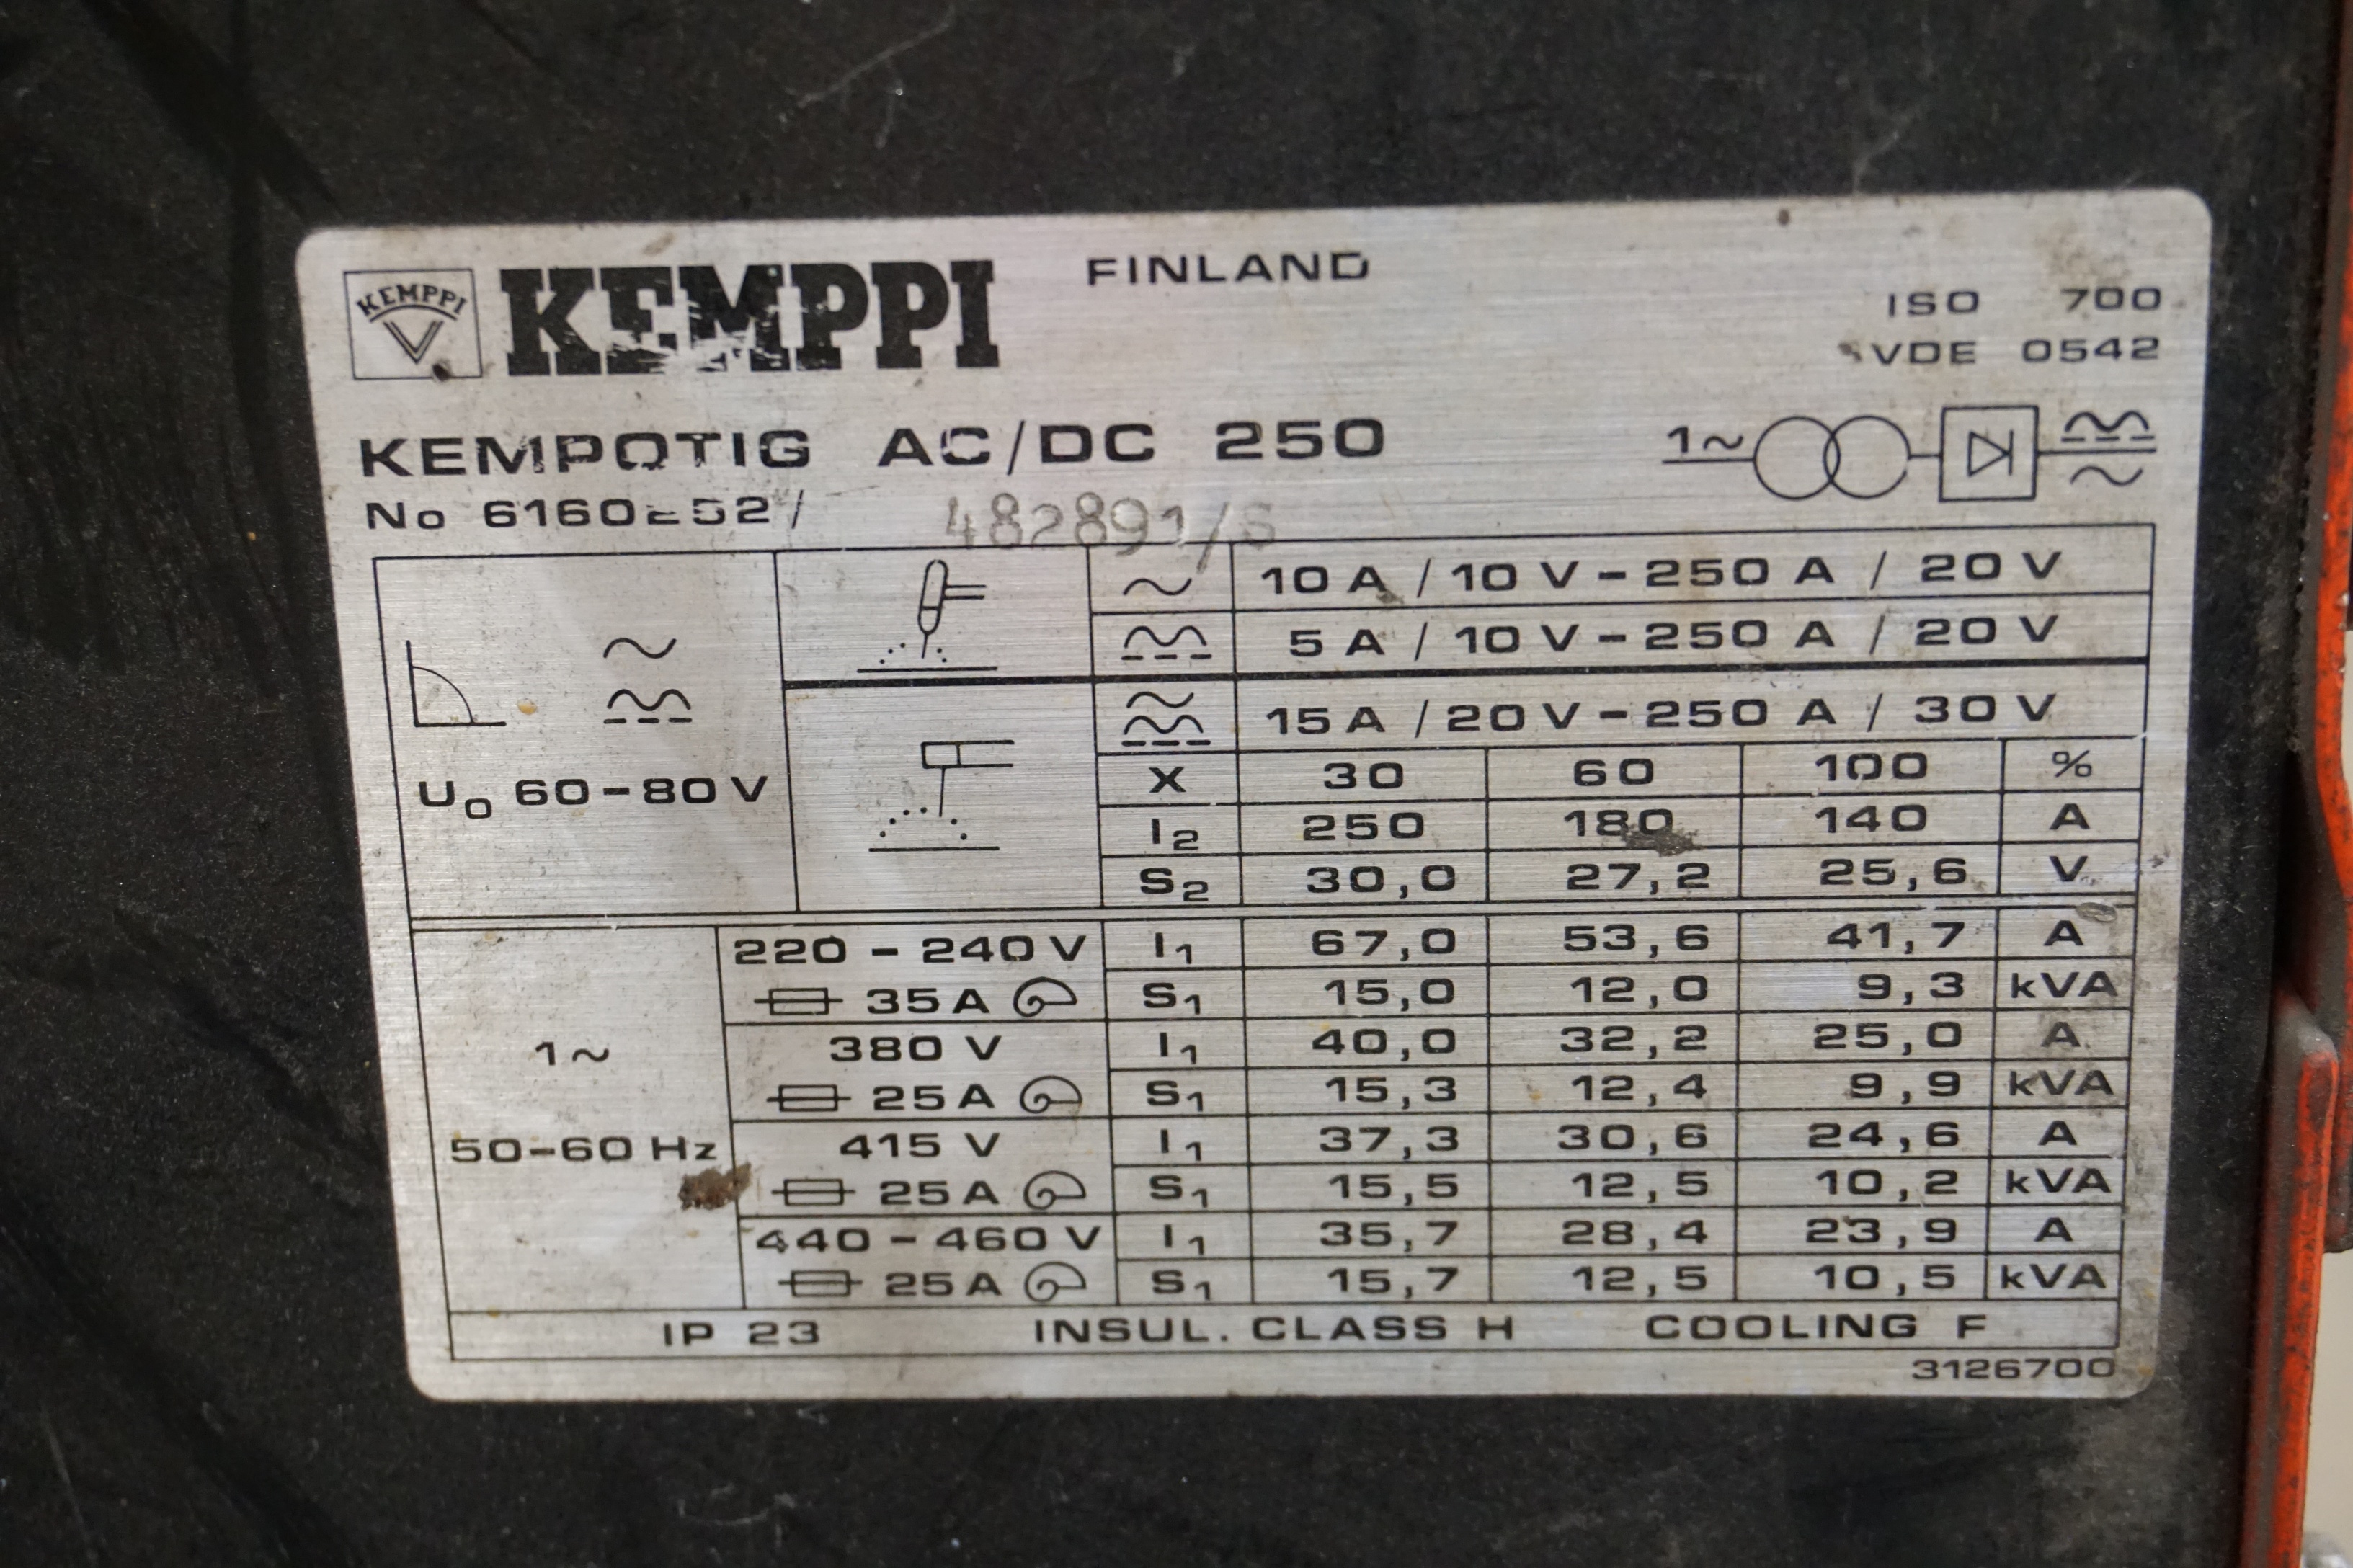 KEMPPI
KEMPPI FINLAND
ISO 700
VDE 0542
KEMPOTIG AC/DC 250
1~ ~
No 6160252/ 482891/S
~ 10 A / 10 V - 250 A / 20 V
5 A / 10 V - 250 A / 20 V
~ 15 A / 20 V - 250 A / 30 V
U0 60-80 V
X 30 60 100 %
I2 250 180 140 A
S2 30,0 27,2 25,6 V
220 - 240 V I1 67,0 53,6 41,7 A
35 A S1 15,0 12,0 9,3 kVA
1~ 380 V I1 40,0 32,2 25,0 A
25 A S1 15,3 12,4 9,9 kVA
50-60 Hz 415 V I1 37,3 30,6 24,6 A
25 A S1 15,5 12,5 10,2 kVA
440 - 460 V I1 35,7 28,4 23,9 A
25 A S1 15,7 12,5 10,5 kVA
IP 23 INSUL. CLASS H COOLING F
3126700